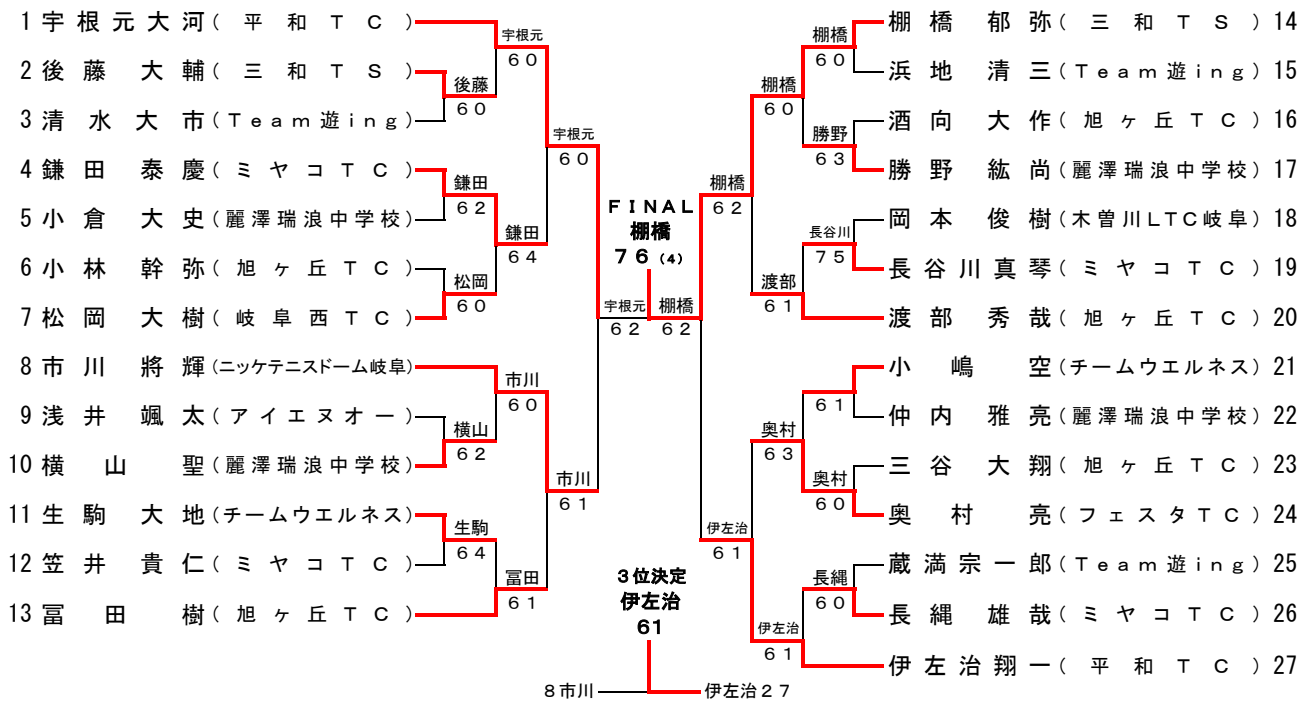 1 宇根元大河(平和TC)
2 後藤大輔(三和TS)
3 清水大市(Team遊ing)
4 鎌田泰慶(ミヤコTC)
5 小倉大史(麗澤瑞浪中学校)
6 小林幹弥(旭ヶ丘TC)
7 松岡大樹(岐阜西TC)
8 市川將輝(ニッケテニスドーム岐阜)
9 浅井颯太(アイエヌオー)
10 横山聖(麗澤瑞浪中学校)
11 生駒大地(チームウエルネス)
12 笠井貴仁(ミヤコTC)
13 冨田樹(旭ヶ丘TC)
後藤
60
鎌田
62
松岡
60
横山
62
生駒
64
宇根元
60
鎌田
64
市川
60
冨田
61
宇根元
60
市川
61
宇根元
62
FINAL
棚橋
76(4)
棚橋
62
3位決定
伊左治
61
8市川
伊左治27
棚橋
62
伊左治
61
棚橋
60
渡部
61
奥村
63
伊左治
61
棚橋
60
勝野
63
長谷川
75
61
奥村
60
長縄
60
棚橋郁弥(三和TS)14
浜地清三(Team遊ing)15
酒向大作(旭ヶ丘TC)16
勝野紘尚(麗澤瑞浪中学校)17
岡本俊樹(木曽川LTC岐阜)18
長谷川真琴(ミヤコTC)19
渡部秀哉(旭ヶ丘TC)20
小嶋空(チームウエルネス)21
仲内雅亮(麗澤瑞浪中学校)22
三谷大翔(旭ヶ丘TC)23
奥村亮(フェスタTC)24
蔵満宗一郎(Team遊ing)25
長縄雄哉(ミヤコTC)26
伊左治翔一(平和TC)27